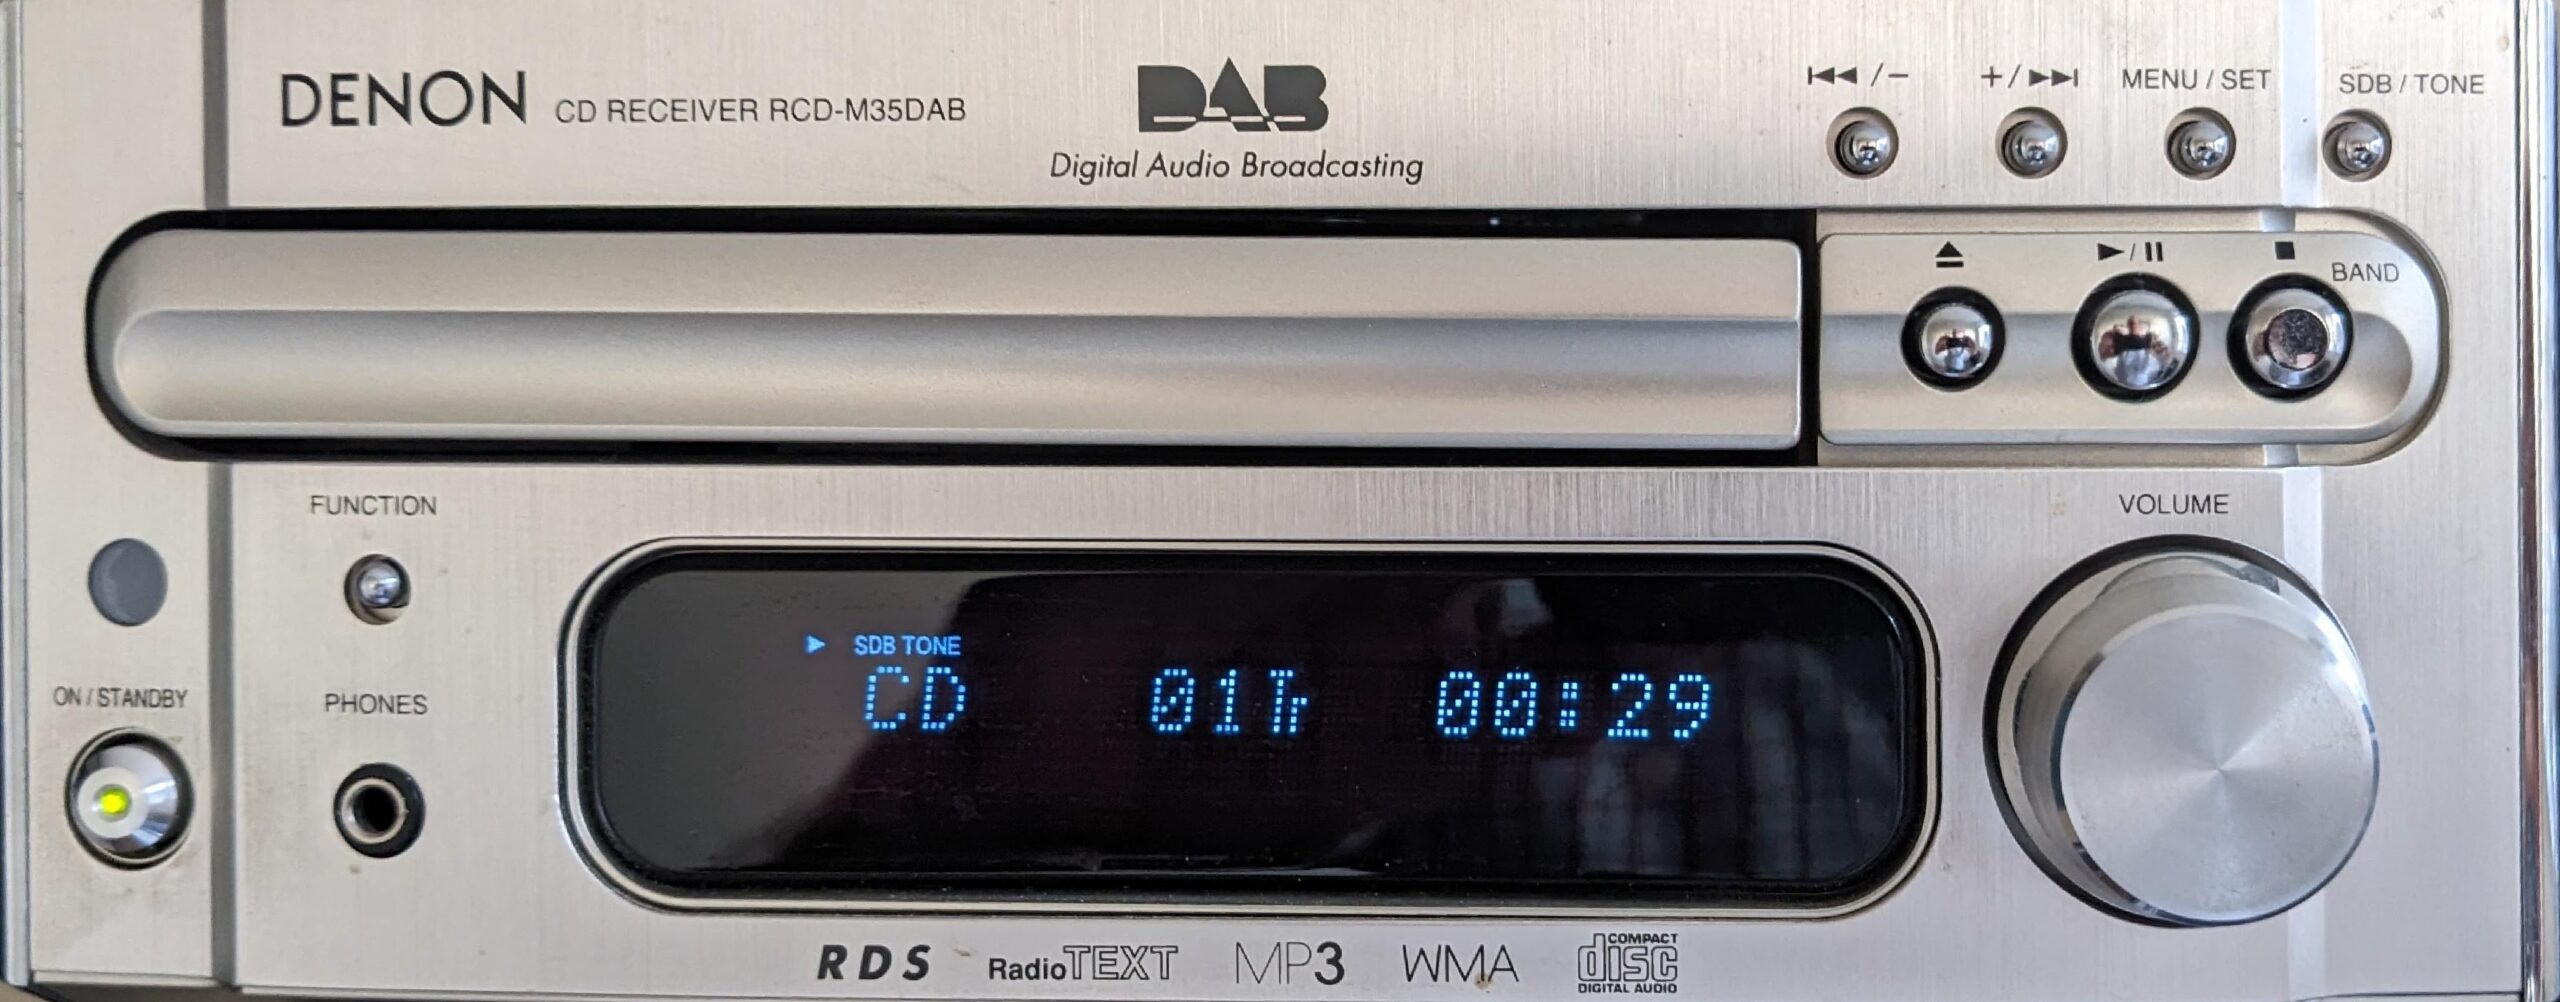 DENON CD RECEIVER RCD-M35DAB
DAB
Digital Audio Broadcasting
⏮ / −
+ / ⏭
MENU / SET
SDB / TONE
⏏
▶ / ⏸
■
BAND
FUNCTION
VOLUME
ON / STANDBY
PHONES
▶ SDB TONE
CD 01Tr 00:29
RDS RadioTEXT MP3 WMA COMPACT disc DIGITAL AUDIO